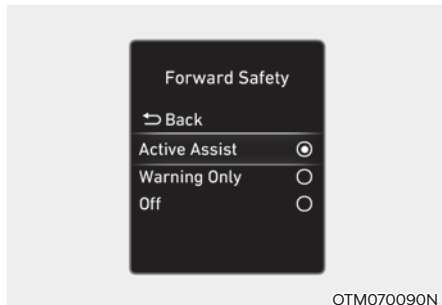 Forward Safety
Back
Active Assist
Warning Only
Off
OTM070090N